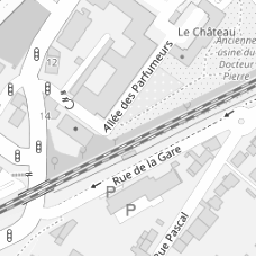 Le Château
Ancienne
usine du
Docteur
Pierre
Allée des Parfumeurs
12
14
Rue de la Gare
P
P
Rue Pascal